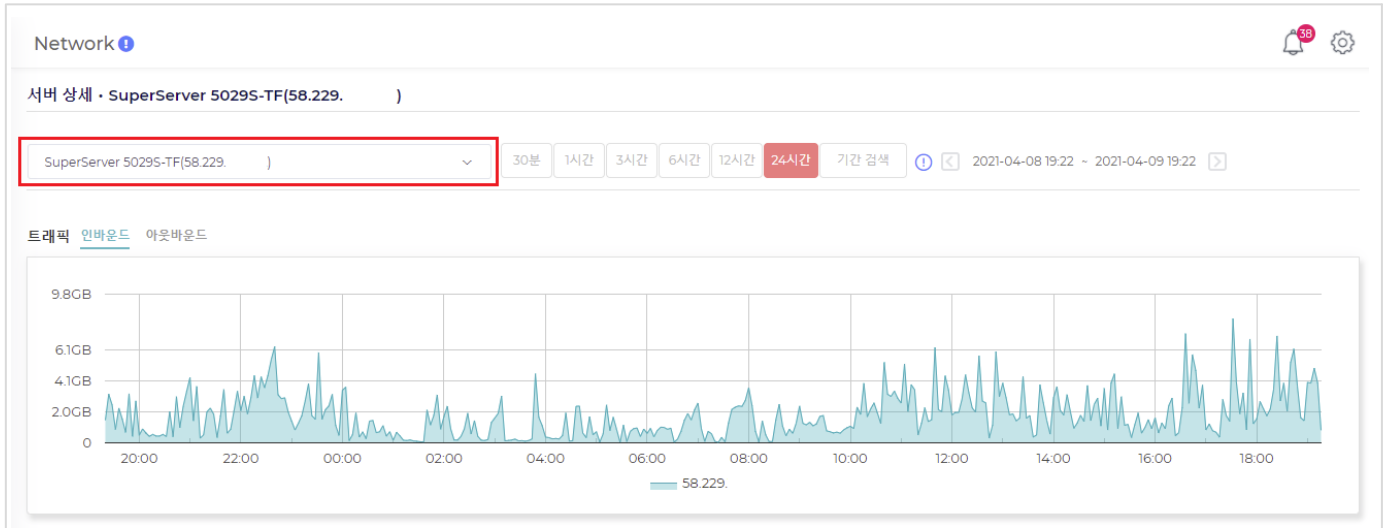 Network !
38
서버 상세 • SuperServer 5029S-TF(58.229. )
SuperServer 5029S-TF(58.229. ) 30분 1시간 3시간 6시간 12시간 24시간 기간 검색 ! 2021-04-08 19:22 ~ 2021-04-09 19:22
트래픽 인바운드 아웃바운드
9.8GB
6.1GB
4.1GB
2.0GB
0
20:00 22:00 00:00 02:00 04:00 06:00 08:00 10:00 12:00 14:00 16:00 18:00
58.229.